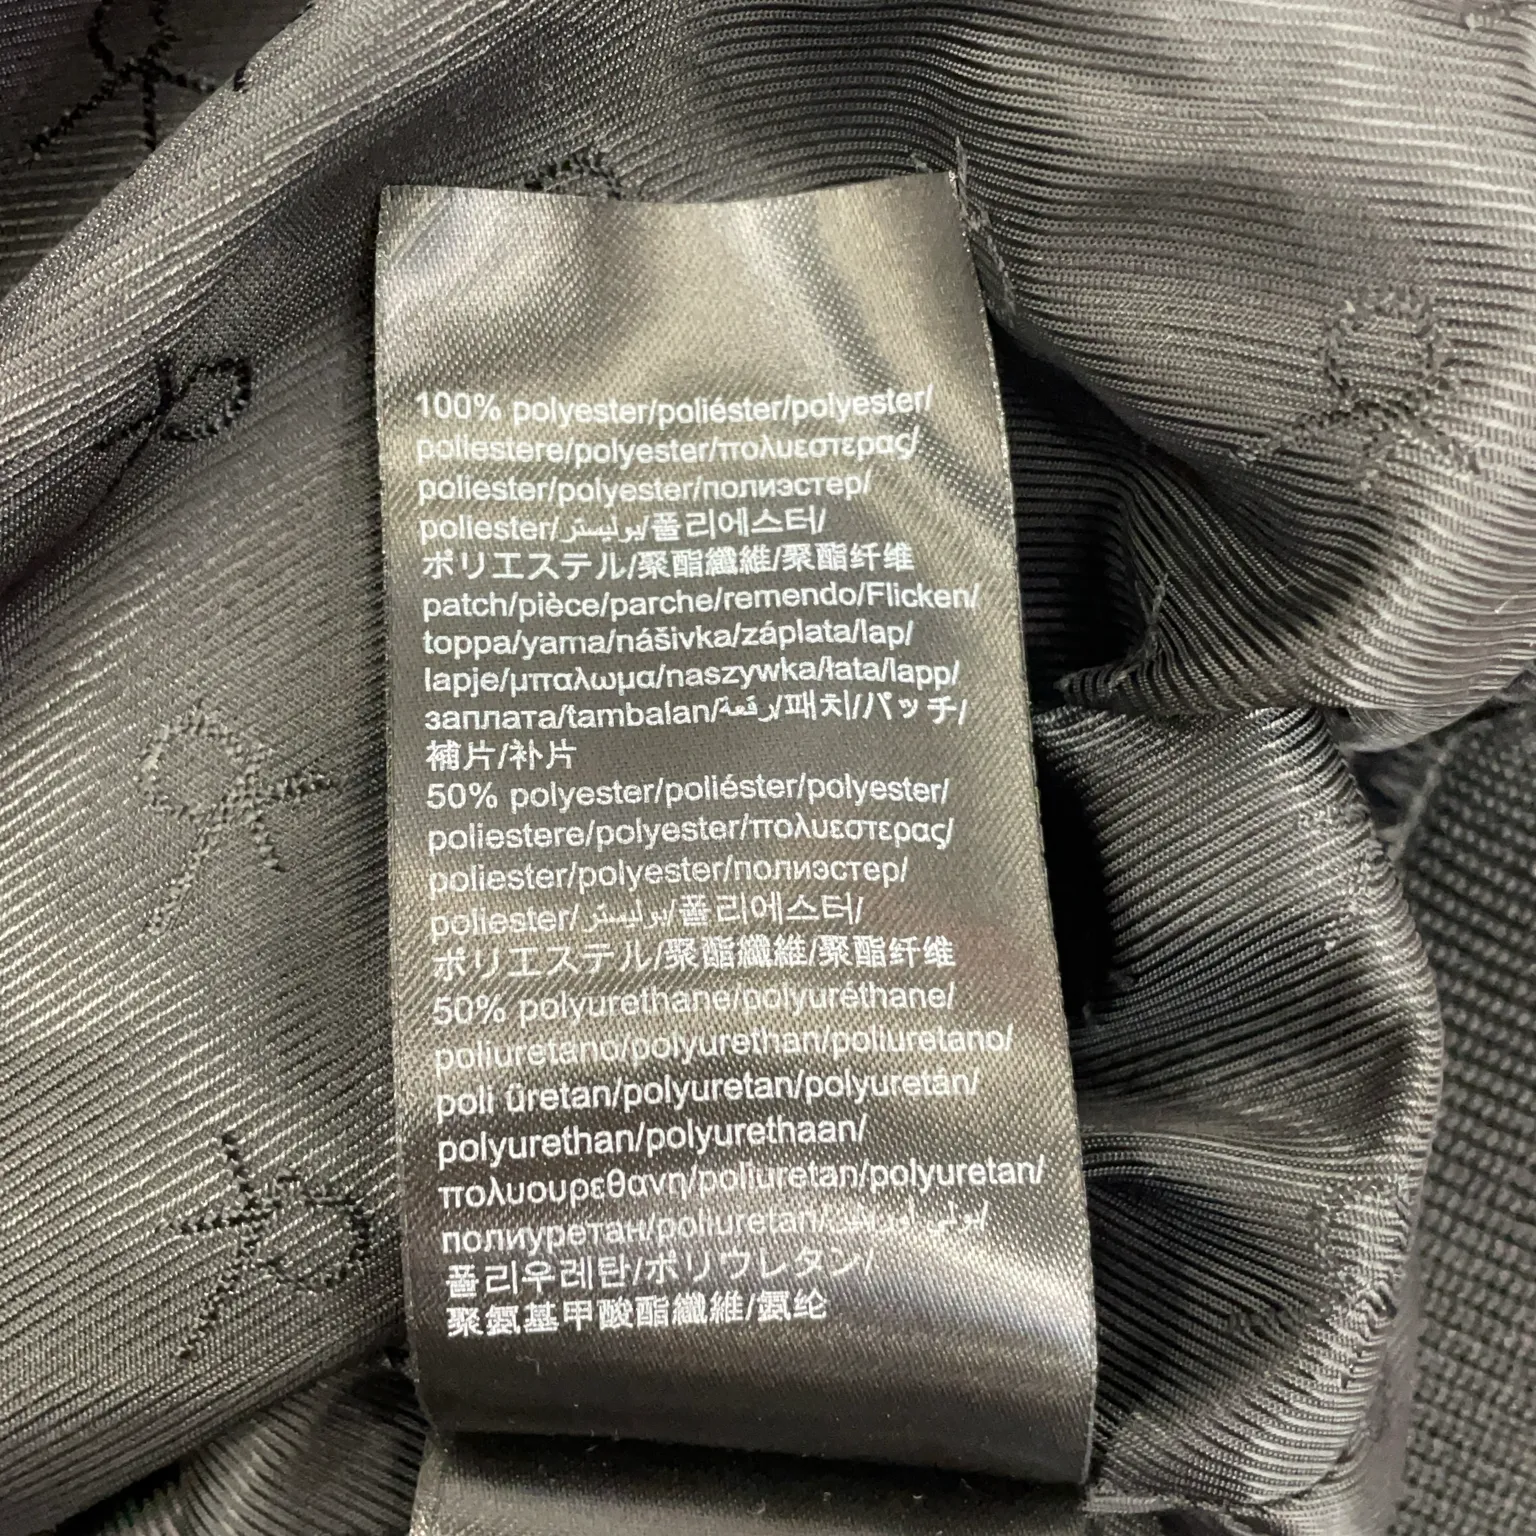 100% polyester/poliéster/polyester/
poliestere/polyester/πολυεστερας/
poliester/polyester/полиэстер/
poliester/بوليستر/폴리에스터/
ポリエステル/聚酯纖維/聚酯纤维
patch/pièce/parche/remendo/Flicken/
toppa/yama/nášivka/záplata/lap/
lapje/μπαλωμα/naszywka/łata/lapp/
заплата/tambalan/رقعة/패치/パッチ/
補片/补片
50% polyester/poliéster/polyester/
poliestere/polyester/πολυεστερας/
poliester/polyester/полиэстер/
poliester/بوليستر/폴리에스터/
ポリエステル/聚酯纖維/聚酯纤维
50% polyurethane/polyuréthane/
poliuretano/polyurethan/poliuretano/
poli üretan/polyuretan/polyuretán/
polyurethan/polyurethaan/
πολυουρεθανη/poliuretan/polyuretan/
полиуретан/poliuretan/بولي أوريثان/
폴리우레탄/ポリウレタン/
聚氨基甲酸酯纖維/氨纶